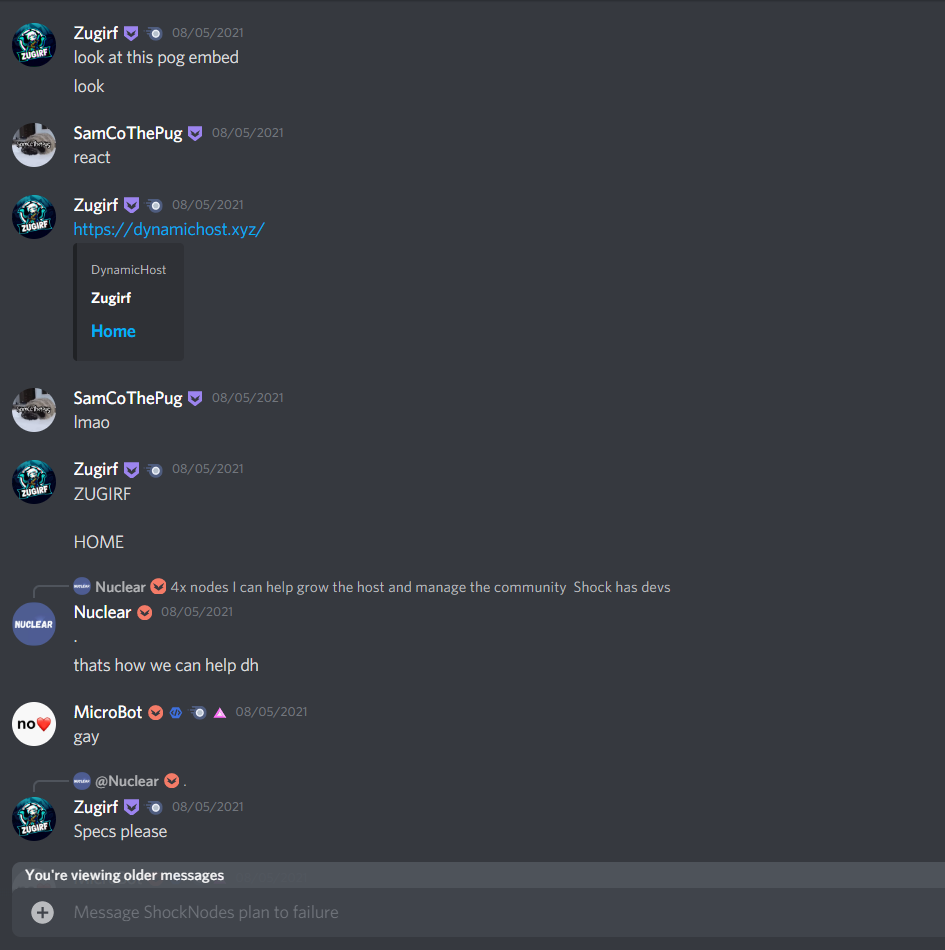 Zugirf 08/05/2021
look at this pog embed
look
SamCoThePug 08/05/2021
react
Zugirf 08/05/2021
https://dynamichost.xyz/
DynamicHost
Zugirf
Home
SamCoThePug 08/05/2021
lmao
Zugirf 08/05/2021
ZUGIRF
HOME
Nuclear 4x nodes I can help grow the host and manage the community Shock has devs
NUCLEAR
Nuclear 08/05/2021
.
thats how we can help dh
no❤️
MicroBot 08/05/2021
gay
@Nuclear .
Zugirf 08/05/2021
Specs please
You're viewing older messages
Message ShockNodes plan to failure